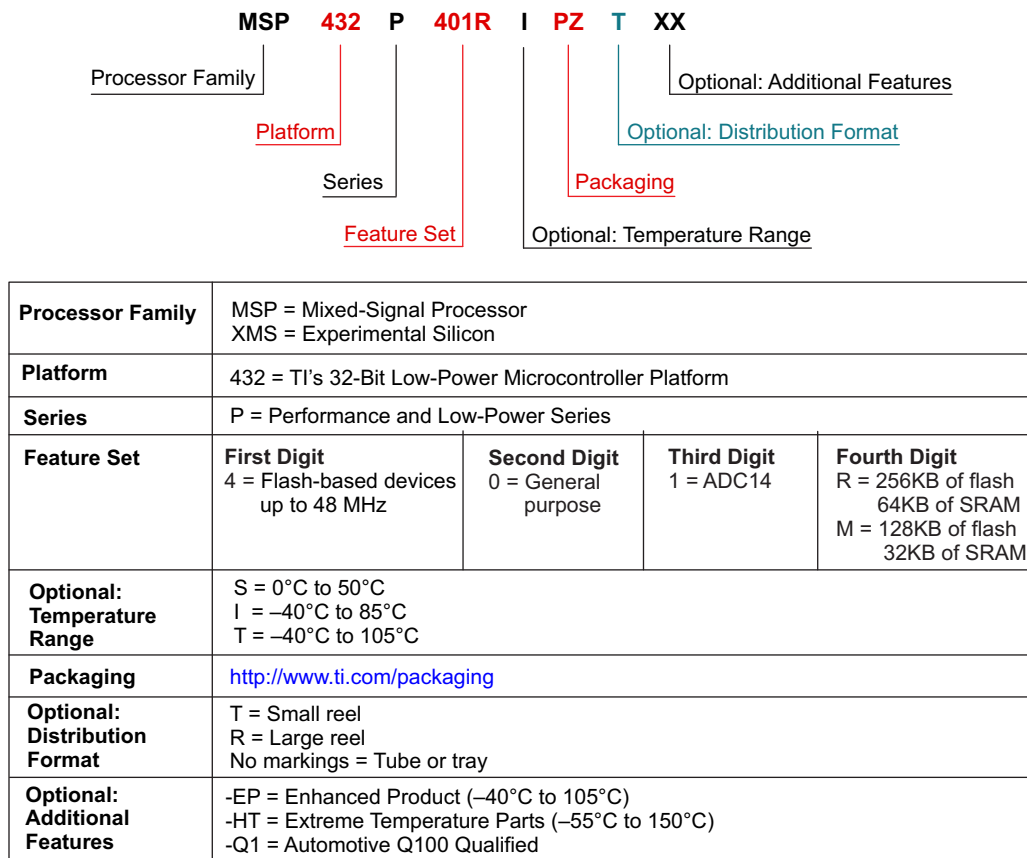 MSP 432 P 401R I PZ T XX
Processor Family
Optional: Additional Features
Platform
Optional: Distribution Format
Series
Packaging
Feature Set
Optional: Temperature Range
Processor Family
MSP = Mixed-Signal Processor
XMS = Experimental Silicon
Platform
432 = TI's 32-Bit Low-Power Microcontroller Platform
Series
P = Performance and Low-Power Series
Feature Set
First Digit
4 = Flash-based devices
up to 48 MHz
Second Digit
0 = General
purpose
Third Digit
1 = ADC14
Fourth Digit
R = 256KB of flash
64KB of SRAM
M = 128KB of flash
32KB of SRAM
Optional:
Temperature
Range
S = 0°C to 50°C
I = –40°C to 85°C
T = –40°C to 105°C
Packaging
http://www.ti.com/packaging
Optional:
Distribution
Format
T = Small reel
R = Large reel
No markings = Tube or tray
Optional:
Additional
Features
-EP = Enhanced Product (–40°C to 105°C)
-HT = Extreme Temperature Parts (–55°C to 150°C)
-Q1 = Automotive Q100 Qualified